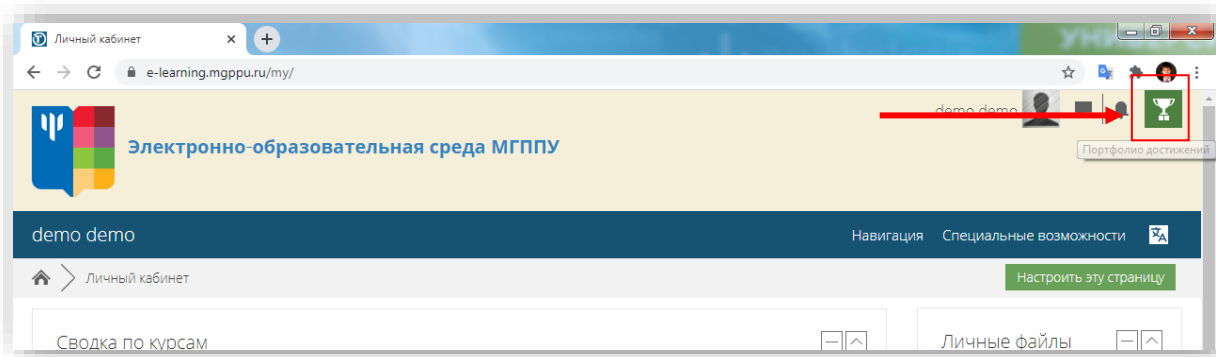 Личный кабинет
e-learning.mgppu.ru/my/
demo demo
Портфолио достижений
Электронно-образовательная среда МГППУ
demo demo
Навигация Специальные возможности
Личный кабинет
Настроить эту страницу
Сводка по курсам
Личные файлы